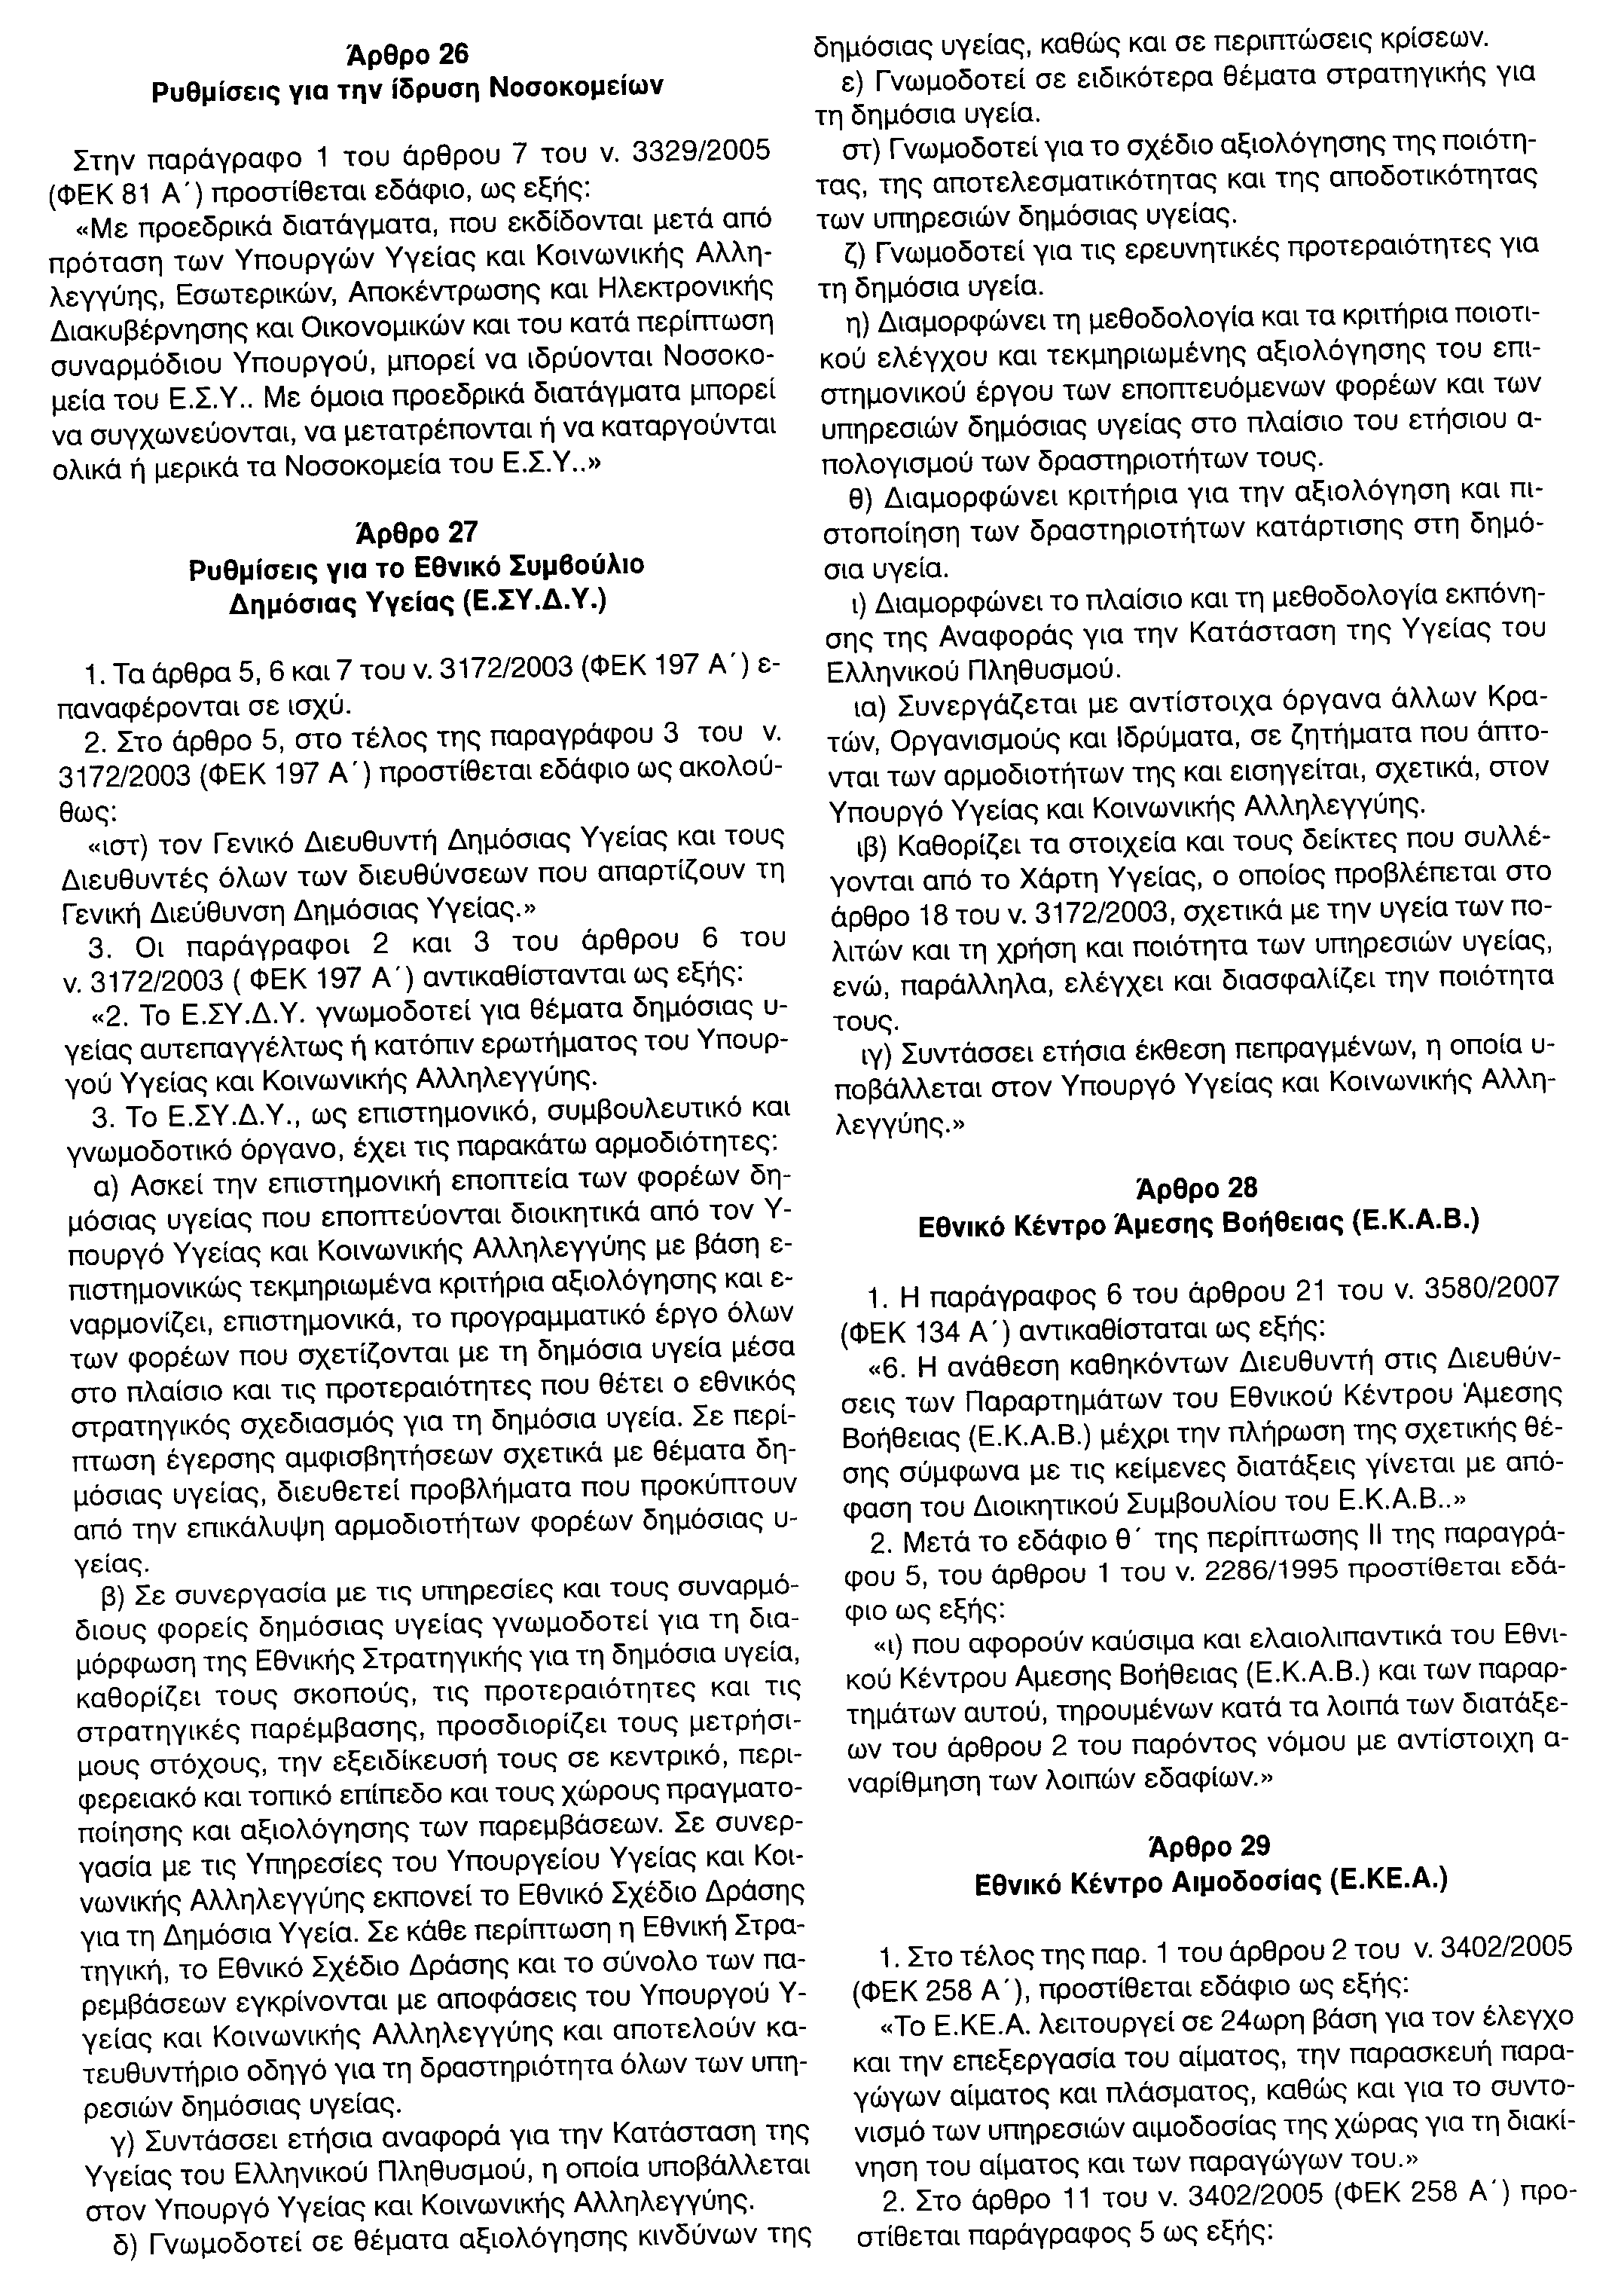 Άρθρο 26
Ρυθμίσεις για την ίδρυση Νοσοκομείων
Στην παράγραφο 1 του άρθρου 7 του ν. 3329/2005
(ΦΕΚ 81 Α΄) προστίθεται εδάφιο, ως εξής:
«Με προεδρικά διατάγματα, που εκδίδονται μετά από
πρόταση των Υπουργών Υγείας και Κοινωνικής Αλλη-
λεγγύης, Εσωτερικών, Αποκέντρωσης και Ηλεκτρονικής
Διακυβέρνησης και Οικονομικών και του κατά περίπτωση
συναρμόδιου Υπουργού, μπορεί να ιδρύονται Νοσοκο-
μεία του Ε.Σ.Υ.. Με όμοια προεδρικά διατάγματα μπορεί
να συγχωνεύονται, να μετατρέπονται ή να καταργούνται
ολικά ή μερικά τα Νοσοκομεία του Ε.Σ.Υ..»
Άρθρο 27
Ρυθμίσεις για το Εθνικό Συμβούλιο
Δημόσιας Υγείας (Ε.ΣΥ.Δ.Υ.)
1. Τα άρθρα 5, 6 και 7 του ν. 3172/2003 (ΦΕΚ 197 Α΄) ε-
παναφέρονται σε ισχύ.
2. Στο άρθρο 5, στο τέλος της παραγράφου 3 του ν.
3172/2003 (ΦΕΚ 197 Α΄) προστίθεται εδάφιο ως ακολού-
θως:
«ιστ) τον Γενικό Διευθυντή Δημόσιας Υγείας και τους
Διευθυντές όλων των διευθύνσεων που απαρτίζουν τη
Γενική Διεύθυνση Δημόσιας Υγείας.»
3. Οι παράγραφοι 2 και 3 του άρθρου 6 του
ν. 3172/2003 ( ΦΕΚ 197 Α΄) αντικαθίστανται ως εξής:
«2. Το Ε.ΣΥ.Δ.Υ. γνωμοδοτεί για θέματα δημόσιας υ-
γείας αυτεπαγγέλτως ή κατόπιν ερωτήματος του Υπουρ-
γού Υγείας και Κοινωνικής Αλληλεγγύης.
3. Το Ε.ΣΥ.Δ.Υ., ως επιστημονικό, συμβουλευτικό και
γνωμοδοτικό όργανο, έχει τις παρακάτω αρμοδιότητες:
α) Ασκεί την επιστημονική εποπτεία των φορέων δη-
μόσιας υγείας που εποπτεύονται διοικητικά από τον Υ-
πουργό Υγείας και Κοινωνικής Αλληλεγγύης με βάση ε-
πιστημονικώς τεκμηριωμένα κριτήρια αξιολόγησης και ε-
ναρμονίζει, επιστημονικά, το προγραμματικό έργο όλων
των φορέων που σχετίζονται με τη δημόσια υγεία μέσα
στο πλαίσιο και τις προτεραιότητες που θέτει ο εθνικός
στρατηγικός σχεδιασμός για τη δημόσια υγεία. Σε περί-
πτωση έγερσης αμφισβητήσεων σχετικά με θέματα δη-
μόσιας υγείας, διευθετεί προβλήματα που προκύπτουν
από την επικάλυψη αρμοδιοτήτων φορέων δημόσιας υ-
γείας.
β) Σε συνεργασία με τις υπηρεσίες και τους συναρμό-
διους φορείς δημόσιας υγείας γνωμοδοτεί για τη δια-
μόρφωση της Εθνικής Στρατηγικής για τη δημόσια υγεία,
καθορίζει τους σκοπούς, τις προτεραιότητες και τις
στρατηγικές παρέμβασης, προσδιορίζει τους μετρήσι-
μους στόχους, την εξειδίκευσή τους σε κεντρικό, περι-
φερειακό και τοπικό επίπεδο και τους χώρους πραγματο-
ποίησης και αξιολόγησης των παρεμβάσεων. Σε συνερ-
γασία με τις Υπηρεσίες του Υπουργείου Υγείας και Κοι-
νωνικής Αλληλεγγύης εκπονεί το Εθνικό Σχέδιο Δράσης
για τη Δημόσια Υγεία. Σε κάθε περίπτωση η Εθνική Στρα-
τηγική, το Εθνικό Σχέδιο Δράσης και το σύνολο των πα-
ρεμβάσεων εγκρίνονται με αποφάσεις του Υπουργού Υ-
γείας και Κοινωνικής Αλληλεγγύης και αποτελούν κα-
τευθυντήριο οδηγό για τη δραστηριότητα όλων των υπη-
ρεσιών δημόσιας υγείας.
γ) Συντάσσει ετήσια αναφορά για την Κατάσταση της
Υγείας του Ελληνικού Πληθυσμού, η οποία υποβάλλεται
στον Υπουργό Υγείας και Κοινωνικής Αλληλεγγύης.
δ) Γνωμοδοτεί σε θέματα αξιολόγησης κινδύνων της
δημόσιας υγείας, καθώς και σε περιπτώσεις κρίσεων.
ε) Γνωμοδοτεί σε ειδικότερα θέματα στρατηγικής για
τη δημόσια υγεία.
στ) Γνωμοδοτεί για το σχέδιο αξιολόγησης της ποιότη-
τας, της αποτελεσματικότητας και της αποδοτικότητας
των υπηρεσιών δημόσιας υγείας.
ζ) Γνωμοδοτεί για τις ερευνητικές προτεραιότητες για
τη δημόσια υγεία.
η) Διαμορφώνει τη μεθοδολογία και τα κριτήρια ποιοτι-
κού ελέγχου και τεκμηριωμένης αξιολόγησης του επι-
στημονικού έργου των εποπτευόμενων φορέων και των
υπηρεσιών δημόσιας υγείας στο πλαίσιο του ετήσιου α-
πολογισμού των δραστηριοτήτων τους.
θ) Διαμορφώνει κριτήρια για την αξιολόγηση και πι-
στοποίηση των δραστηριοτήτων κατάρτισης στη δημό-
σια υγεία.
ι) Διαμορφώνει το πλαίσιο και τη μεθοδολογία εκπόνη-
σης της Αναφοράς για την Κατάσταση της Υγείας του
Ελληνικού Πληθυσμού.
ια) Συνεργάζεται με αντίστοιχα όργανα άλλων Κρα-
τών, Οργανισμούς και Ιδρύματα, σε ζητήματα που άπτο-
νται των αρμοδιοτήτων της και εισηγείται, σχετικά, στον
Υπουργό Υγείας και Κοινωνικής Αλληλεγγύης.
ιβ) Καθορίζει τα στοιχεία και τους δείκτες που συλλέ-
γονται από το Χάρτη Υγείας, ο οποίος προβλέπεται στο
άρθρο 18 του ν. 3172/2003, σχετικά με την υγεία των πο-
λιτών και τη χρήση και ποιότητα των υπηρεσιών υγείας,
ενώ, παράλληλα, ελέγχει και διασφαλίζει την ποιότητα
τους.
ιγ) Συντάσσει ετήσια έκθεση πεπραγμένων, η οποία υ-
ποβάλλεται στον Υπουργό Υγείας και Κοινωνικής Αλλη-
λεγγύης.»
Άρθρο 28
Εθνικό Κέντρο Άμεσης Βοήθειας (Ε.Κ.Α.Β.)
1. Η παράγραφος 6 του άρθρου 21 του ν. 3580/2007
(ΦΕΚ 134 Α΄) αντικαθίσταται ως εξής:
«6. Η ανάθεση καθηκόντων Διευθυντή στις Διευθύν-
σεις των Παραρτημάτων του Εθνικού Κέντρου Άμεσης
Βοήθειας (Ε.Κ.Α.Β.) μέχρι την πλήρωση της σχετικής θέ-
σης σύμφωνα με τις κείμενες διατάξεις γίνεται με από-
φαση του Διοικητικού Συμβουλίου του Ε.Κ.Α.Β..»
2. Μετά το εδάφιο θ΄ της περίπτωσης ΙΙ της παραγρά-
φου 5, του άρθρου 1 του ν. 2286/1995 προστίθεται εδά-
φιο ως εξής:
«ι) που αφορούν καύσιμα και ελαιολιπαντικά του Εθνι-
κού Κέντρου Αμεσης Βοήθειας (Ε.Κ.Α.Β.) και των παραρ-
τημάτων αυτού, τηρουμένων κατά τα λοιπά των διατάξε-
ων του άρθρου 2 του παρόντος νόμου με αντίστοιχη α-
ναρίθμηση των λοιπών εδαφίων.»
Άρθρο 29
Εθνικό Κέντρο Αιμοδοσίας (Ε.ΚΕ.Α.)
1. Στο τέλος της παρ. 1 του άρθρου 2 του ν. 3402/2005
(ΦΕΚ 258 Α΄), προστίθεται εδάφιο ως εξής:
«Το Ε.ΚΕ.Α. λειτουργεί σε 24ωρη βάση για τον έλεγχο
και την επεξεργασία του αίματος, την παρασκευή παρα-
γώγων αίματος και πλάσματος, καθώς και για το συντο-
νισμό των υπηρεσιών αιμοδοσίας της χώρας για τη διακί-
νηση του αίματος και των παραγώγων του.»
2. Στο άρθρο 11 του ν. 3402/2005 (ΦΕΚ 258 Α΄) προ-
στίθεται παράγραφος 5 ως εξής: